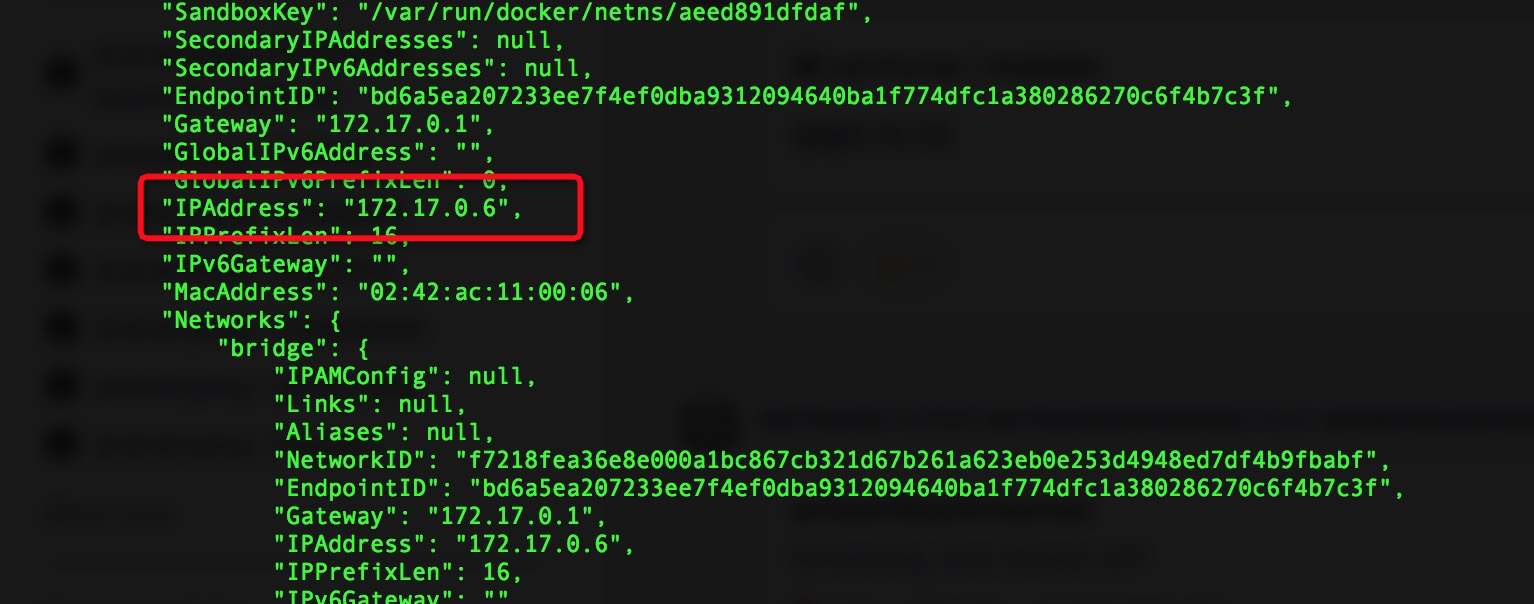 "SandboxKey": "/var/run/docker/netns/aeed891dfdaf",
"SecondaryIPAddresses": null,
"SecondaryIPv6Addresses": null,
"EndpointID": "bd6a5ea207233ee7f4ef0dba9312094640ba1f774dfc1a380286270c6f4b7c3f",
"Gateway": "172.17.0.1",
"GlobalIPv6Address": "",
"GlobalIPv6PrefixLen": 0,
"IPAddress": "172.17.0.6",
"IPPrefixLen": 16,
"IPv6Gateway": "",
"MacAddress": "02:42:ac:11:00:06",
"Networks": {
"bridge": {
"IPAMConfig": null,
"Links": null,
"Aliases": null,
"NetworkID": "f7218fea36e8e000a1bc867cb321d67b261a623eb0e253d4948ed7df4b9fbabf",
"EndpointID": "bd6a5ea207233ee7f4ef0dba9312094640ba1f774dfc1a380286270c6f4b7c3f",
"Gateway": "172.17.0.1",
"IPAddress": "172.17.0.6",
"IPPrefixLen": 16,
"IPv6Gateway": ""